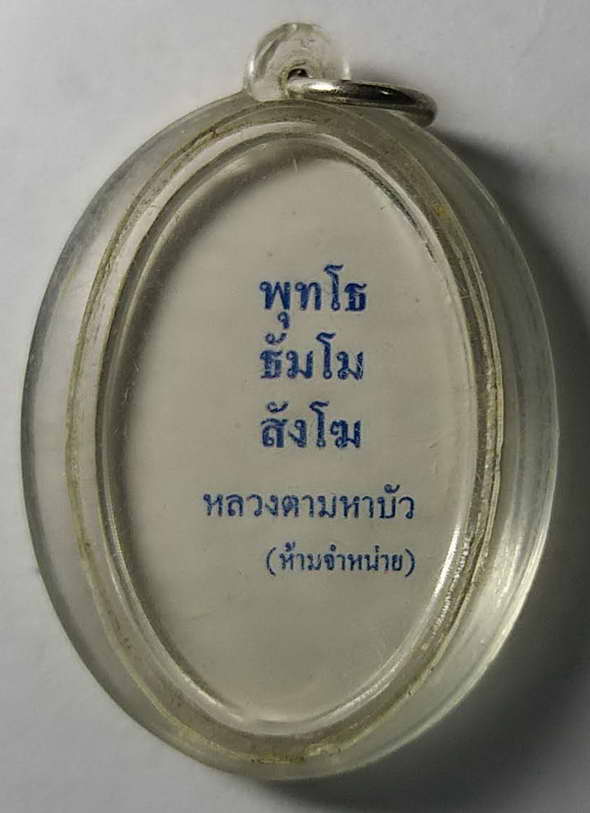 พุทโธ
ธัมโม
สังโฆ
หลวงตามหาบัว
(ห้ามจำหน่าย)